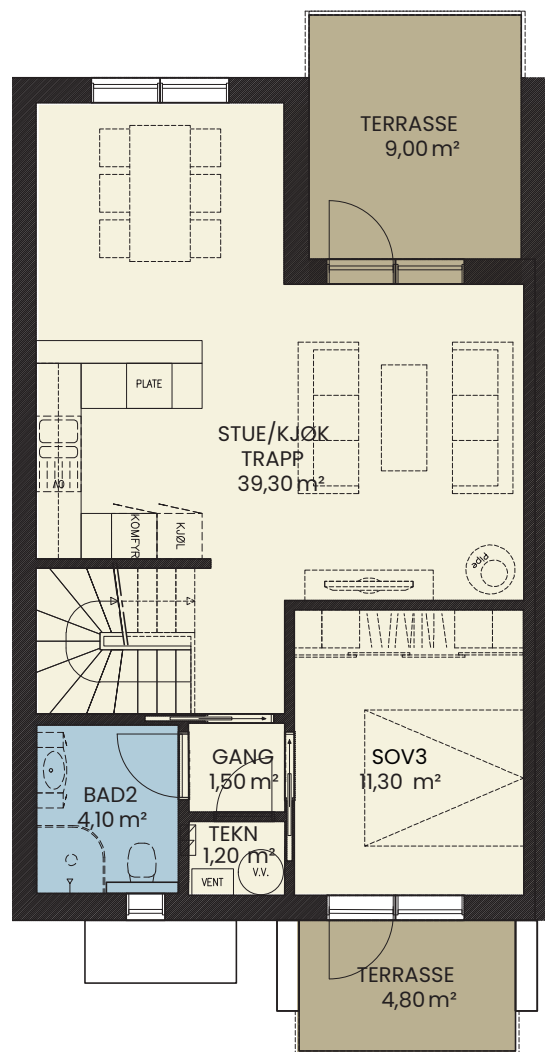 TERRASSE
9,00 m²
PLATE
STUE/KJØK
TRAPP
39,30 m²
OV
KOMFYR
KJØL
Pipe
GANG
1,50 m²
SOV3
11,30 m²
BAD2
4,10 m²
TEKN
1,20 m²
V.V.
VENT
TERRASSE
4,80 m²